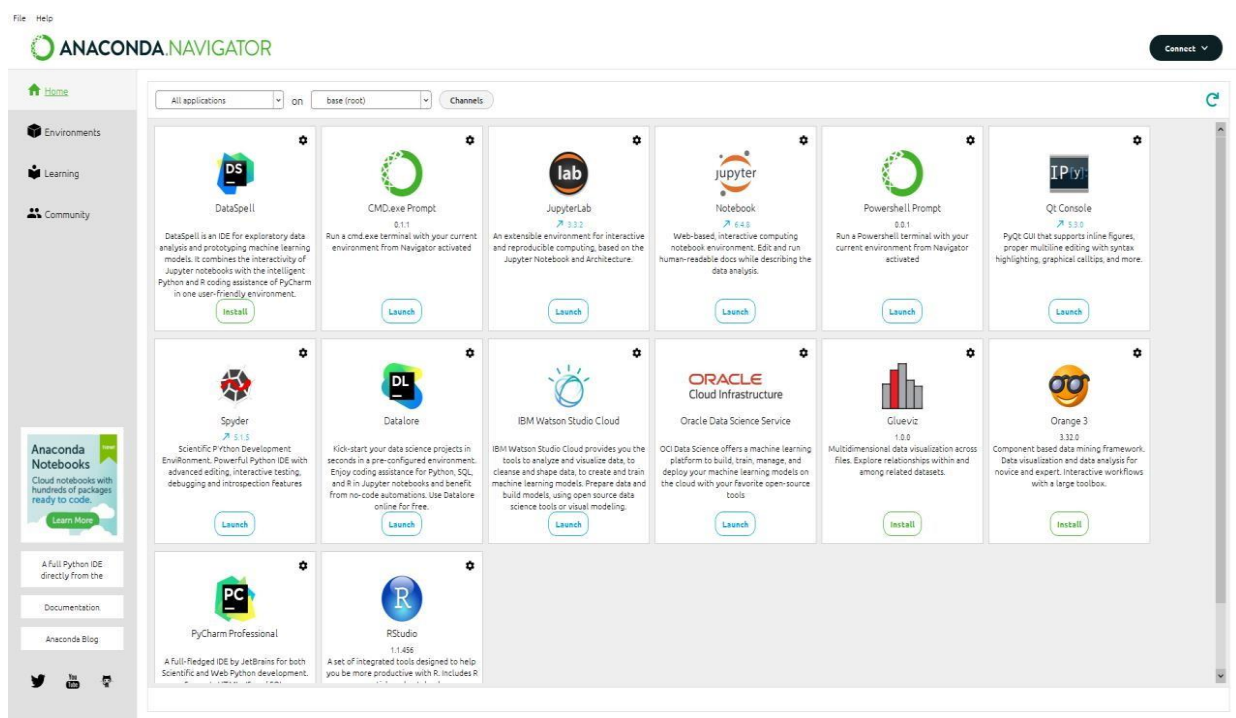 File Help
ANACONDA.NAVIGATOR
Connect
Home
Environments
Learning
Community
All applications on base (root) Channels
DS
DataSpell
DataSpell is an IDE for exploratory data
analysis and prototyping machine learning
models. It combines the interactivity of
Jupyter notebooks with the intelligent
Python and R coding assistance of PyCharm
in one user-friendly environment.
Install
CMD.exe Prompt
0.1.1
Run a cmd.exe terminal with your current
environment from Navigator activated
Launch
lab
JupyterLab
3.3.2
An extensible environment for interactive
and reproducible computing, based on the
Jupyter Notebook and Architecture.
Launch
jupyter
Notebook
6.4.8
Web-based, interactive computing
notebook environment. Edit and run
human-readable docs while describing the
data analysis.
Launch
Powershell Prompt
0.0.1
Run a Powershell terminal with your
current environment from Navigator
activated
Launch
IP[y]:
Qt Console
5.3.0
PyQt GUI that supports inline figures,
proper multiline editing with syntax
highlighting, graphical calltips, and more.
Launch
Spyder
5.1.5
Scientific PYthon Development
EnviRonment. Powerful Python IDE with
advanced editing, interactive testing,
debugging and introspection features
Launch
DL
Datalore
Kick-start your data science projects in
seconds in a pre-configured environment.
Enjoy coding assistance for Python, SQL,
and R in Jupyter notebooks and benefit
from no-code automations. Use Datalore
online for free.
Launch
IBM Watson Studio Cloud
IBM Watson Studio Cloud provides you the
tools to analyze and visualize data, to
cleanse and shape data, to create and train
machine learning models. Prepare data and
build models, using open source data
science tools or visual modeling.
Launch
ORACLE
Cloud Infrastructure
Oracle Data Science Service
OCI Data Science offers a machine learning
platform to build, train, manage, and
deploy your machine learning models on
the cloud with your favorite open-source
tools
Launch
Glueviz
1.0.0
Multidimensional data visualization across
files. Explore relationships within and
among related datasets.
Install
Orange 3
3.32.0
Component based data mining framework.
Data visualization and data analysis for
novice and expert. Interactive workflows
with a large toolbox.
Install
PC
PyCharm Professional
A full-fledged IDE by JetBrains for both
Scientific and Web Python development.
R
RStudio
1.1.456
A set of integrated tools designed to help
you be more productive with R. Includes R
Anaconda
Notebooks
Cloud notebooks with
hundreds of packages
ready to code.
Learn More
A full Python IDE
directly from the
Documentation
Anaconda Blog
You
Tube